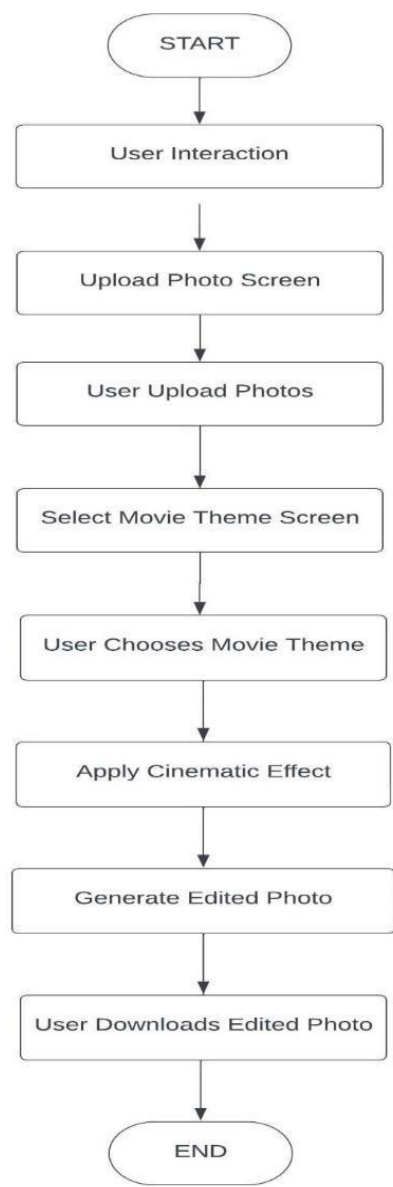 START
User Interaction
Upload Photo Screen
User Upload Photos
Select Movie Theme Screen
User Chooses Movie Theme
Apply Cinematic Effect
Generate Edited Photo
User Downloads Edited Photo
END